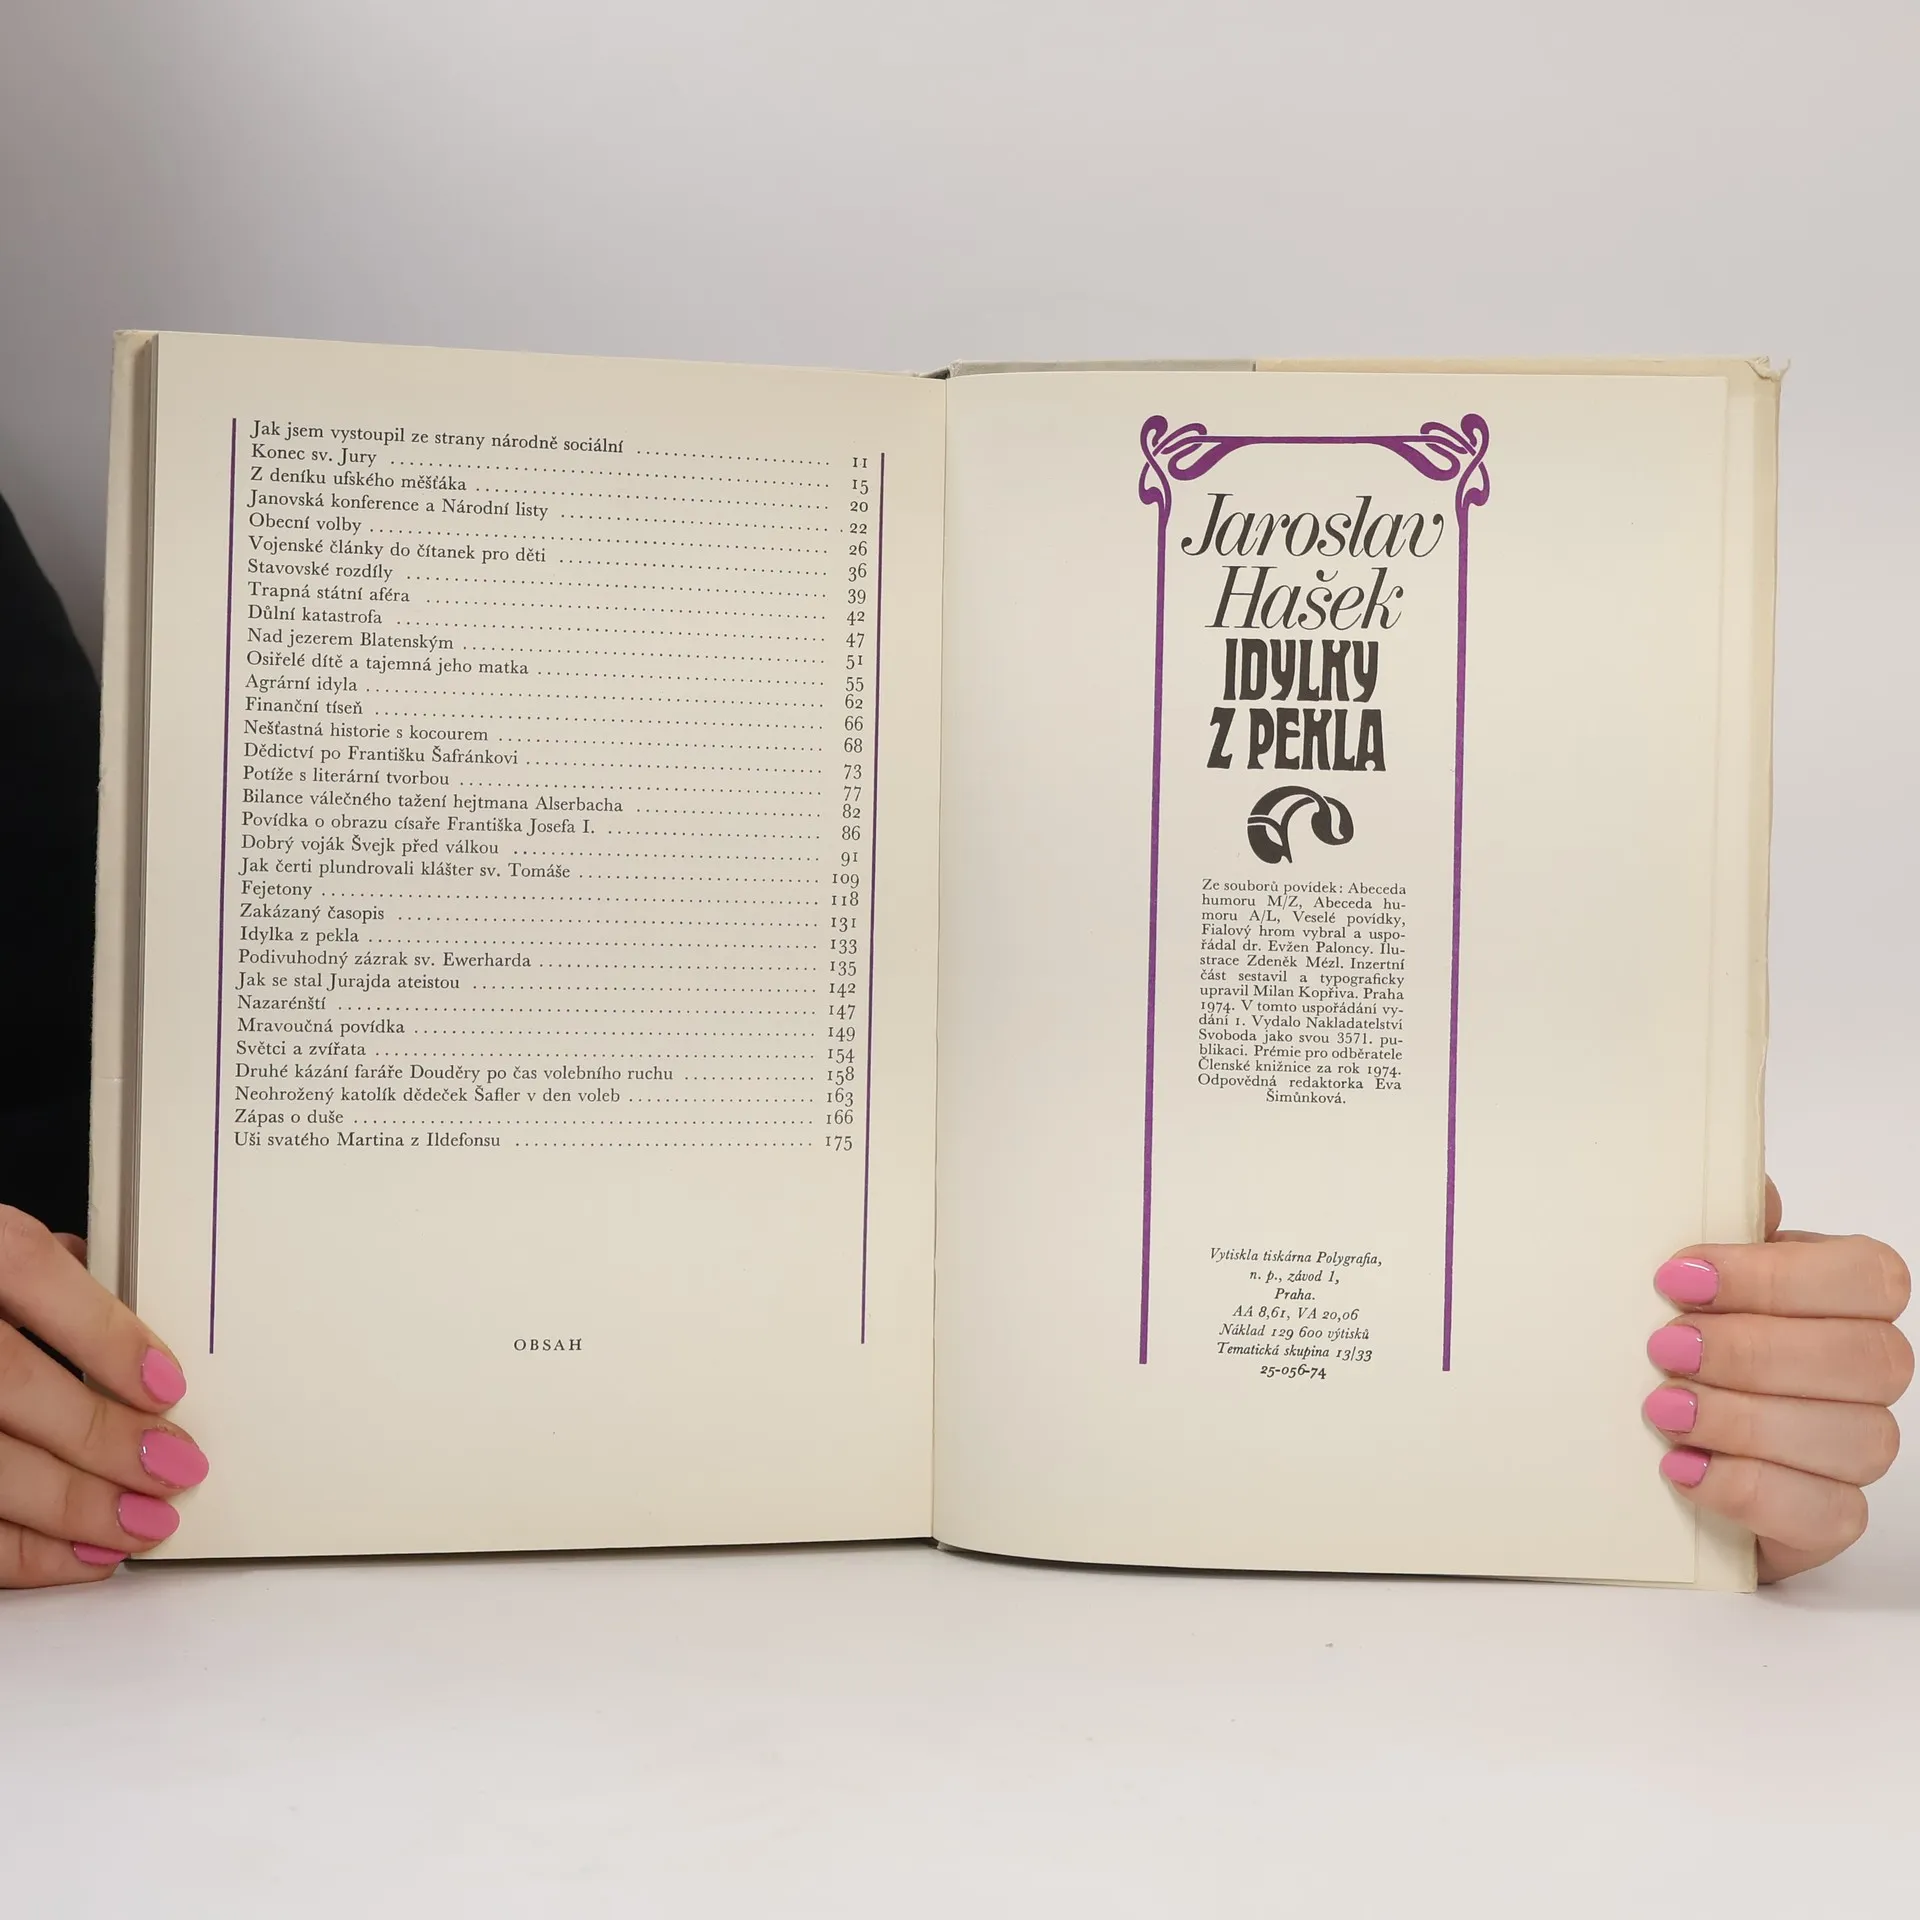 Jak jsem vystoupil ze strany národně sociální ..................... 11
Konec sv. Jury ..................... 15
Z deníku ufského měšťáka ..................... 20
Janovská konference a Národní listy ..................... 22
Obecní volby ..................... 26
Vojenské články do čítanek pro děti ..................... 36
Stavovské rozdíly ..................... 39
Trapná státní aféra ..................... 42
Důlní katastrofa ..................... 47
Nad jezerem Blatenským ..................... 51
Osiřelé dítě a tajemná jeho matka ..................... 55
Agrární idyla ..................... 62
Finanční tíseň ..................... 66
Nešťastná historie s kocourem ..................... 68
Dědictví po Františku Šafránkovi ..................... 73
Potíže s literární tvorbou ..................... 77
Bilance válečného tažení hejtmana Alserbacha ..................... 82
Povídka o obrazu císaře Františka Josefa I. ..................... 86
Dobrý voják Švejk před válkou ..................... 91
Jak čerti plundrovali klášter sv. Tomáše ..................... 109
Fejetony ..................... 118
Zakázaný časopis ..................... 131
Idylka z pekla ..................... 133
Podivuhodný zázrak sv. Ewerharda ..................... 135
Jak se stal Jurajda ateistou ..................... 142
Nazarénští ..................... 147
Mravoučná povídka ..................... 149
Světci a zvířata ..................... 154
Druhé kázání faráře Douděry po čas volebního ruchu ............... 158
Neohrožený katolík dědeček Šafler v den voleb ..................... 163
Zápas o duše ..................... 166
Uši svatého Martina z Ildefonsu ..................... 175
OBSAH
Jaroslav
Hašek
IDYLKY
Z PEKLA
Ze souborů povídek: Abeceda
humoru M/Z, Abeceda hu-
moru A/L, Veselé povídky,
Fialový hrom vybral a uspo-
řádal dr. Evžen Paloncy. Ilu-
strace Zdeněk Mézl. Inzertní
část sestavil a typograficky
upravil Milan Kopřiva. Praha
1974. V tomto uspořádání vy-
dání 1. Vydalo Nakladatelství
Svoboda jako svou 3571. pu-
blikaci. Prémie pro odběratele
Členské knižnice za rok 1974.
Odpovědná redaktorka Eva
Šimůnková.
Vytiskla tiskárna Polygrafia,
n. p., závod 1,
Praha.
AA 8,61, VA 20,06
Náklad 129 600 výtisků
Tematická skupina 13/33
25-056-74